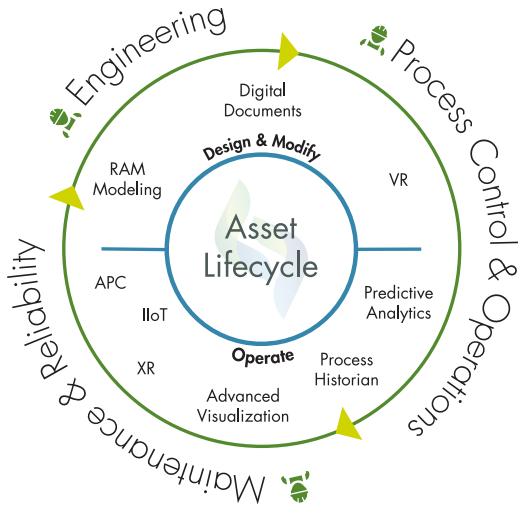 Engineering
Process Control & Operations
Digital
Documents
Design & Modify
RAM
Modeling
VR
Asset
Lifecycle
APC
IIoT
XR
Predictive
Analytics
Operate
Process
Historian
Advanced
Visualization
Maintenance & Reliability